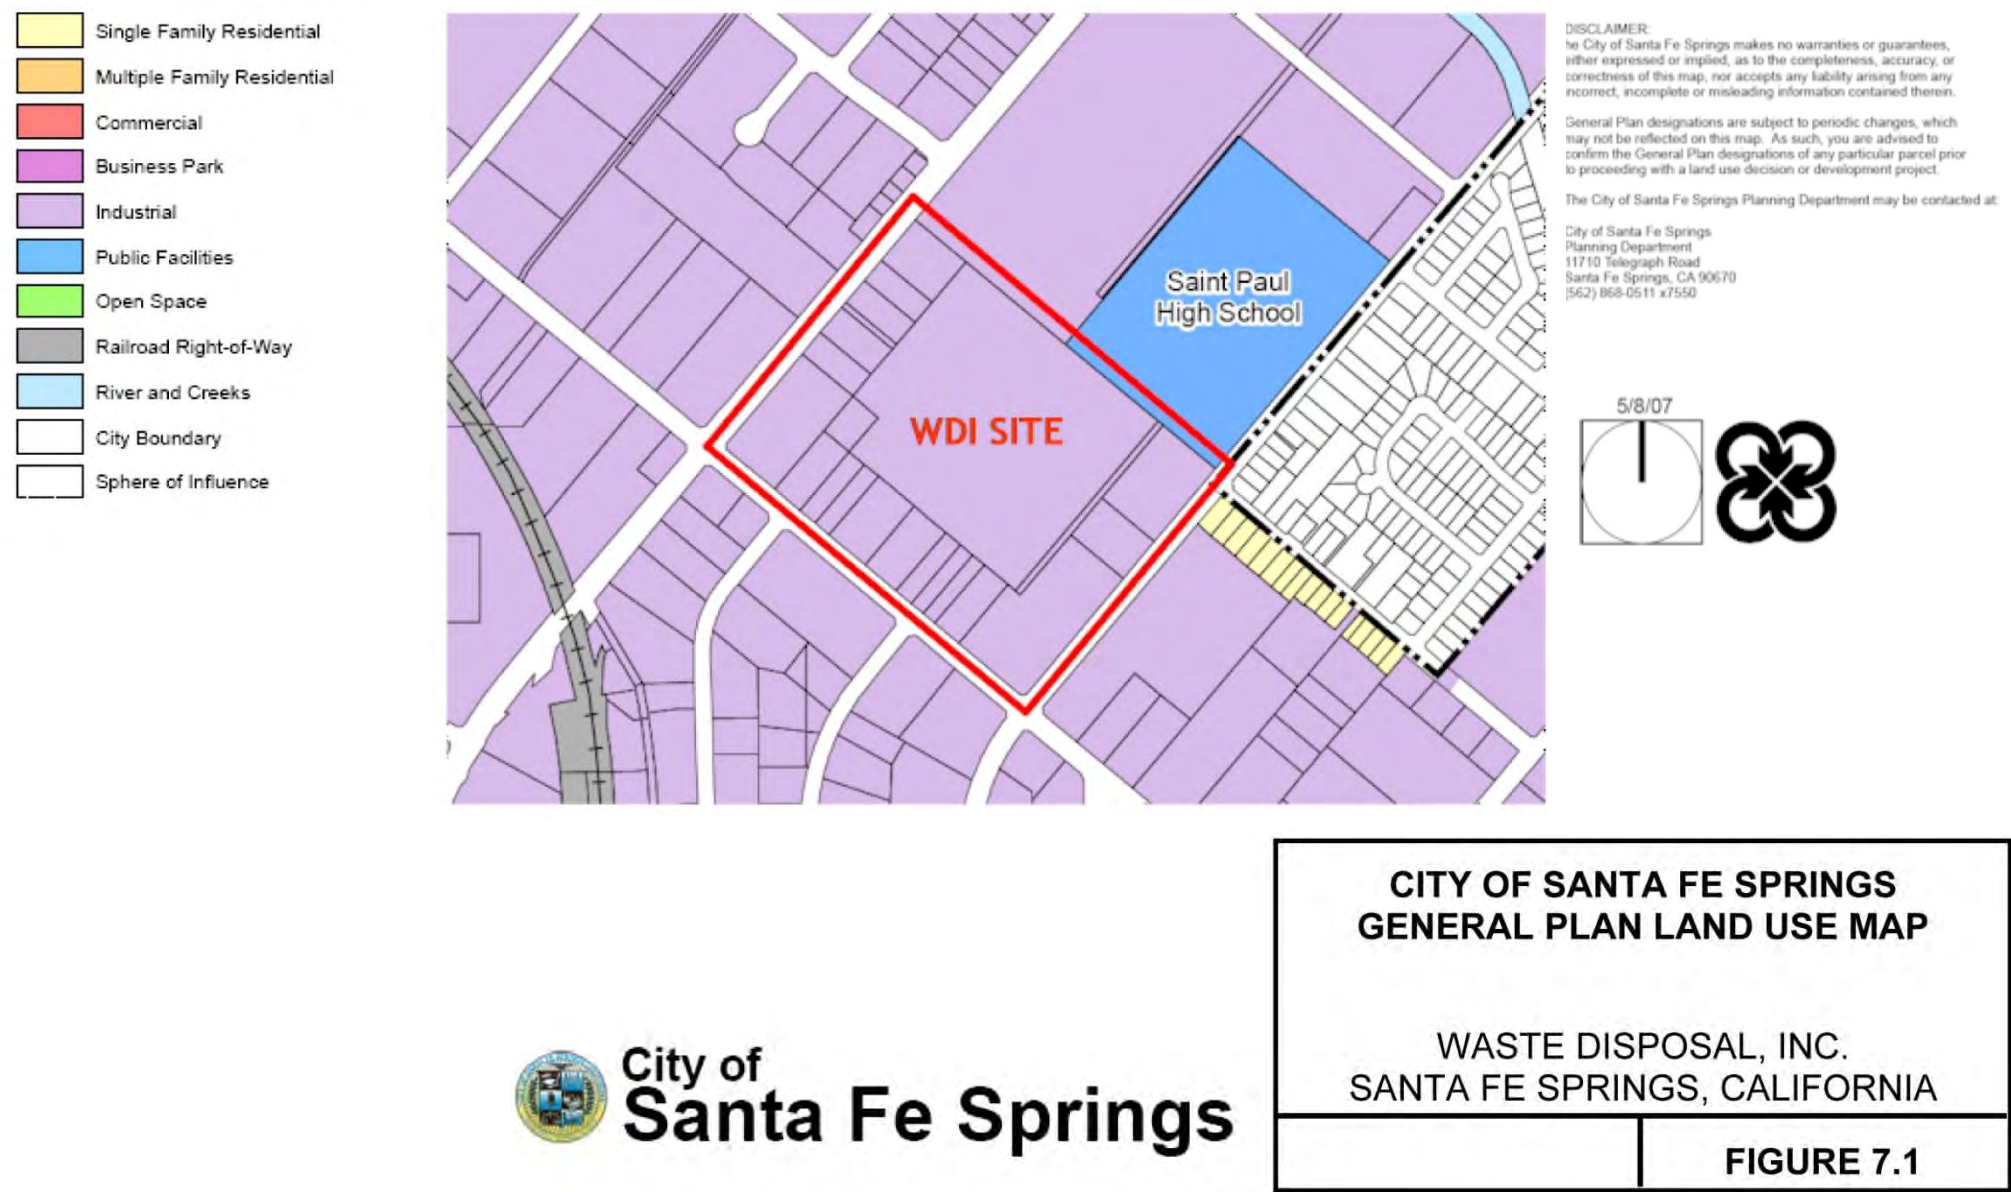 Single Family Residential
Multiple Family Residential
Commercial
Business Park
Industrial
Public Facilities
Open Space
Railroad Right-of-Way
River and Creeks
City Boundary
Sphere of Influence
Saint Paul
High School
WDI SITE
DISCLAIMER:
he City of Santa Fe Springs makes no warranties or guarantees,
either expressed or implied, as to the completeness, accuracy, or
correctness of this map, nor accepts any liability arising from any
incorrect, incomplete or misleading information contained therein.
General Plan designations are subject to periodic changes, which
may not be reflected on this map. As such, you are advised to
confirm the General Plan designations of any particular parcel prior
to proceeding with a land use decision or development project.
The City of Santa Fe Springs Planning Department may be contacted at:
City of Santa Fe Springs
Planning Department
11710 Telegraph Road
Santa Fe Springs, CA 90670
(562) 868-0511 x7550
5/8/07
CITY OF SANTA FE SPRINGS
GENERAL PLAN LAND USE MAP
WASTE DISPOSAL, INC.
SANTA FE SPRINGS, CALIFORNIA
FIGURE 7.1
City of
Santa Fe Springs